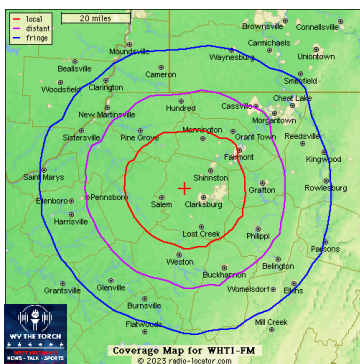 local
distant
fringe
20 miles
Brownsville
Connellsville
Moundsville
Carmichaels
Waynesburg
Uniontown
Beallsville
Cameron
Smithfield
Woodsfield
Clarington
Hundred
Cassville
Cheat Lake
New Martinsville
Morgantown
Sistersville
Pine Grove
Mannington
Grant Town
Reedsville
Fairmont
Kingwood
Saint Marys
Shinnston
Rowlesburg
Grafton
Ellenboro
Pennsboro
Salem
Clarksburg
Harrisville
Lost Creek
Philippi
Parsons
Weston
Belington
Buckhannon
Grantsville
Glenville
Womelsdorf
Elkins
Burnsville
Flatwoods
Mill Creek
WV THE TORCH
NEWS - TALK - SPORTS
Coverage Map for WHTI-FM
© 2023 radio-locator.com